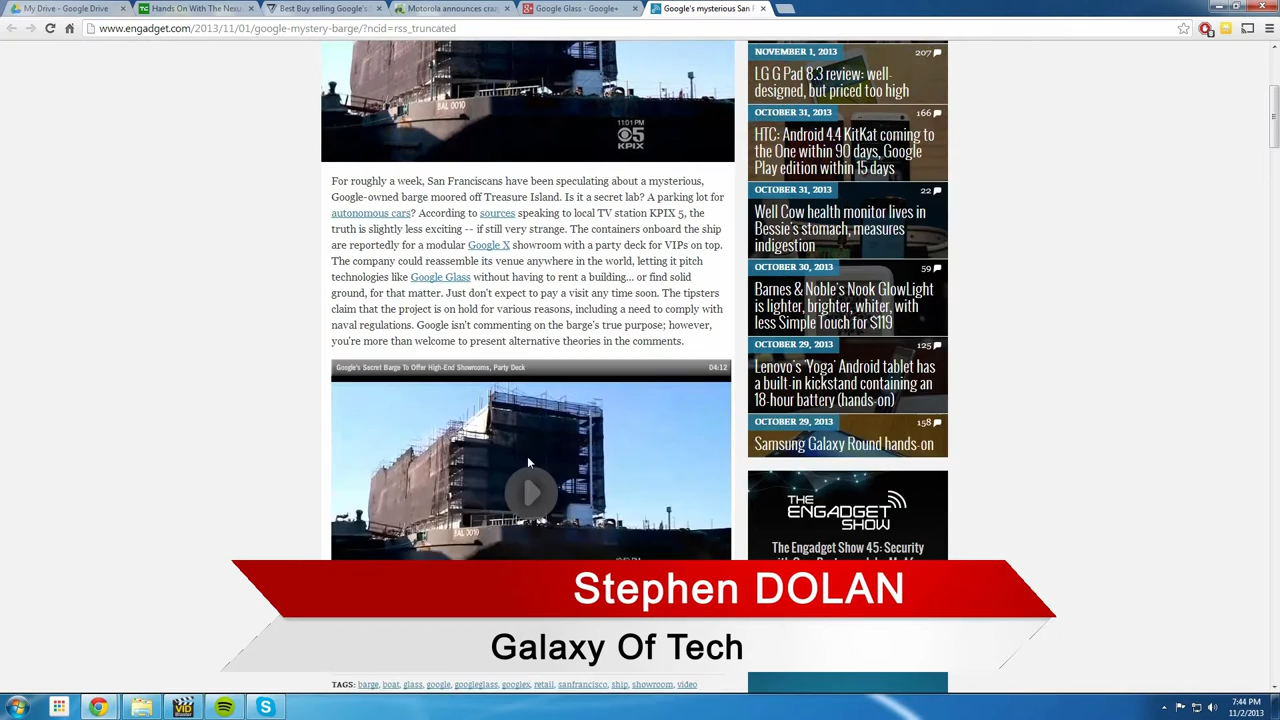 My Drive - Google Drive
Hands On With The Nexu
Best Buy selling Google's
Motorola announces craz
Google Glass - Google+
Google's mysterious San F
www.engadget.com/2013/11/01/google-mystery-barge/?ncid=rss_truncated
BAL 0010
11:01 PM
5
KPIX
For roughly a week, San Franciscans have been speculating about a mysterious,
Google-owned barge moored off Treasure Island. Is it a secret lab? A parking lot for
autonomous cars? According to sources speaking to local TV station KPIX 5, the
truth is slightly less exciting -- if still very strange. The containers onboard the ship
are reportedly for a modular Google X showroom with a party deck for VIPs on top.
The company could reassemble its venue anywhere in the world, letting it pitch
technologies like Google Glass without having to rent a building... or find solid
ground, for that matter. Just don't expect to pay a visit any time soon. The tipsters
claim that the project is on hold for various reasons, including a need to comply with
naval regulations. Google isn't commenting on the barge's true purpose; however,
you're more than welcome to present alternative theories in the comments.
Google's Secret Barge To Offer High-End Showrooms, Party Deck 04:12
BAL 0010
NOVEMBER 1, 2013 207
LG G Pad 8.3 review: well-
designed, but priced too high
OCTOBER 31, 2013 166
HTC: Android 4.4 KitKat coming to
the One within 90 days, Google
Play edition within 15 days
OCTOBER 31, 2013 22
Well Cow health monitor lives in
Bessie's stomach, measures
indigestion
OCTOBER 30, 2013 59
Barnes & Noble's Nook GlowLight
is lighter, brighter, whiter, with
less Simple Touch for $119
OCTOBER 29, 2013 125
Lenovo's 'Yoga' Android tablet has
a built-in kickstand containing an
18-hour battery (hands-on)
OCTOBER 29, 2013 158
Samsung Galaxy Round hands-on
THE
ENGADGET
SHOW
The Engadget Show 45: Security
Stephen DOLAN
Galaxy Of Tech
TAGS: barge, boat, glass, google, googleglass, googlex, retail, sanfrancisco, ship, showroom, video
VID
7:44 PM
11/2/2013